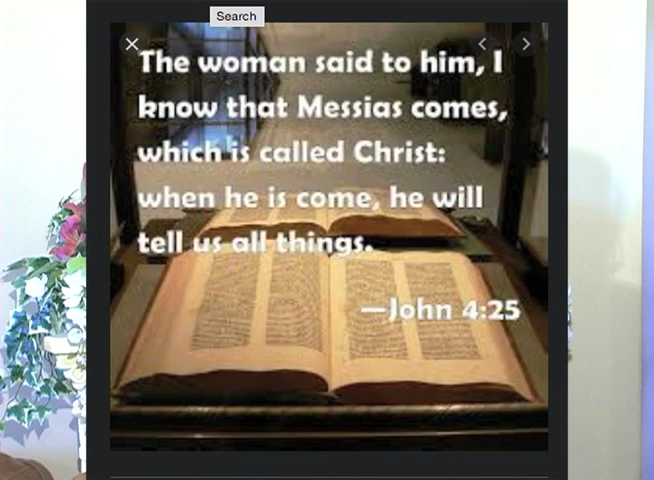 Search
The woman said to him, I
know that Messias comes,
which is called Christ:
when he is come, he will
tell us all things.
—John 4:25